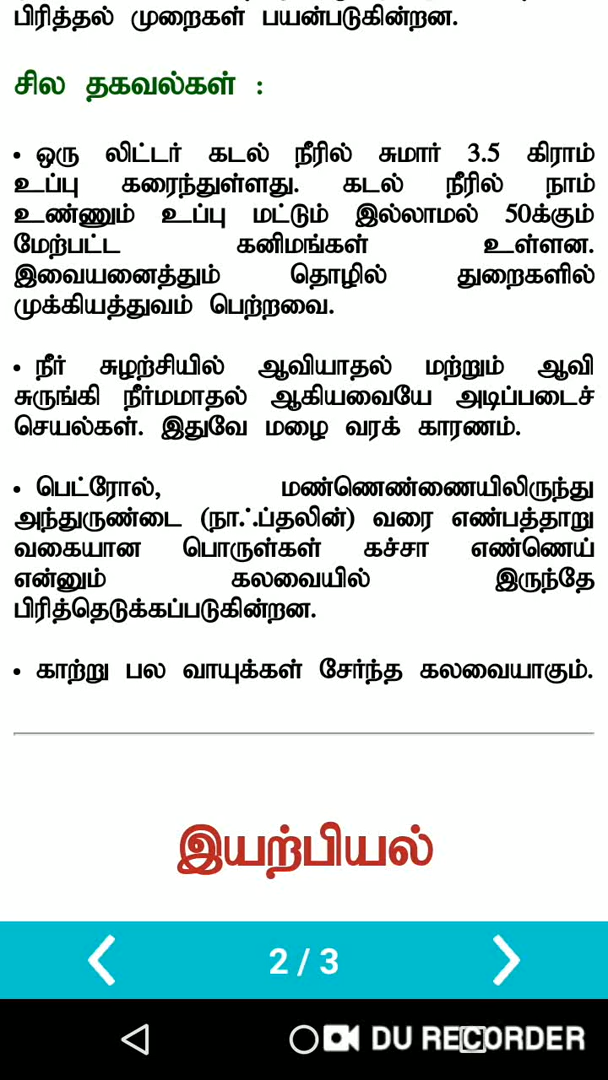 பிரித்தல் முறைகள் பயன்படுகின்றன.
சில தகவல்கள் :
• ஒரு லிட்டர் கடல் நீரில் சுமார் 3.5 கிராம்
உப்பு கரைந்துள்ளது. கடல் நீரில் நாம்
உண்ணும் உப்பு மட்டும் இல்லாமல் 50க்கும்
மேற்பட்ட கனிமங்கள் உள்ளன.
இவையனைத்தும் தொழில் துறைகளில்
முக்கியத்துவம் பெற்றவை.
• நீர் சுழற்சியில் ஆவியாதல் மற்றும் ஆவி
சுருங்கி நீர்மமாதல் ஆகியவையே அடிப்படைச்
செயல்கள். இதுவே மழை வரக் காரணம்.
• பெட்ரோல், மண்ணெண்ணையிலிருந்து
அந்துருண்டை (நாஃப்தலின்) வரை எண்பத்தாறு
வகையான பொருள்கள் கச்சா எண்ணெய்
என்னும் கலவையில் இருந்தே
பிரித்தெடுக்கப்படுகின்றன.
• காற்று பல வாயுக்கள் சேர்ந்த கலவையாகும்.
இயற்பியல்
2 / 3
DU RECORDER